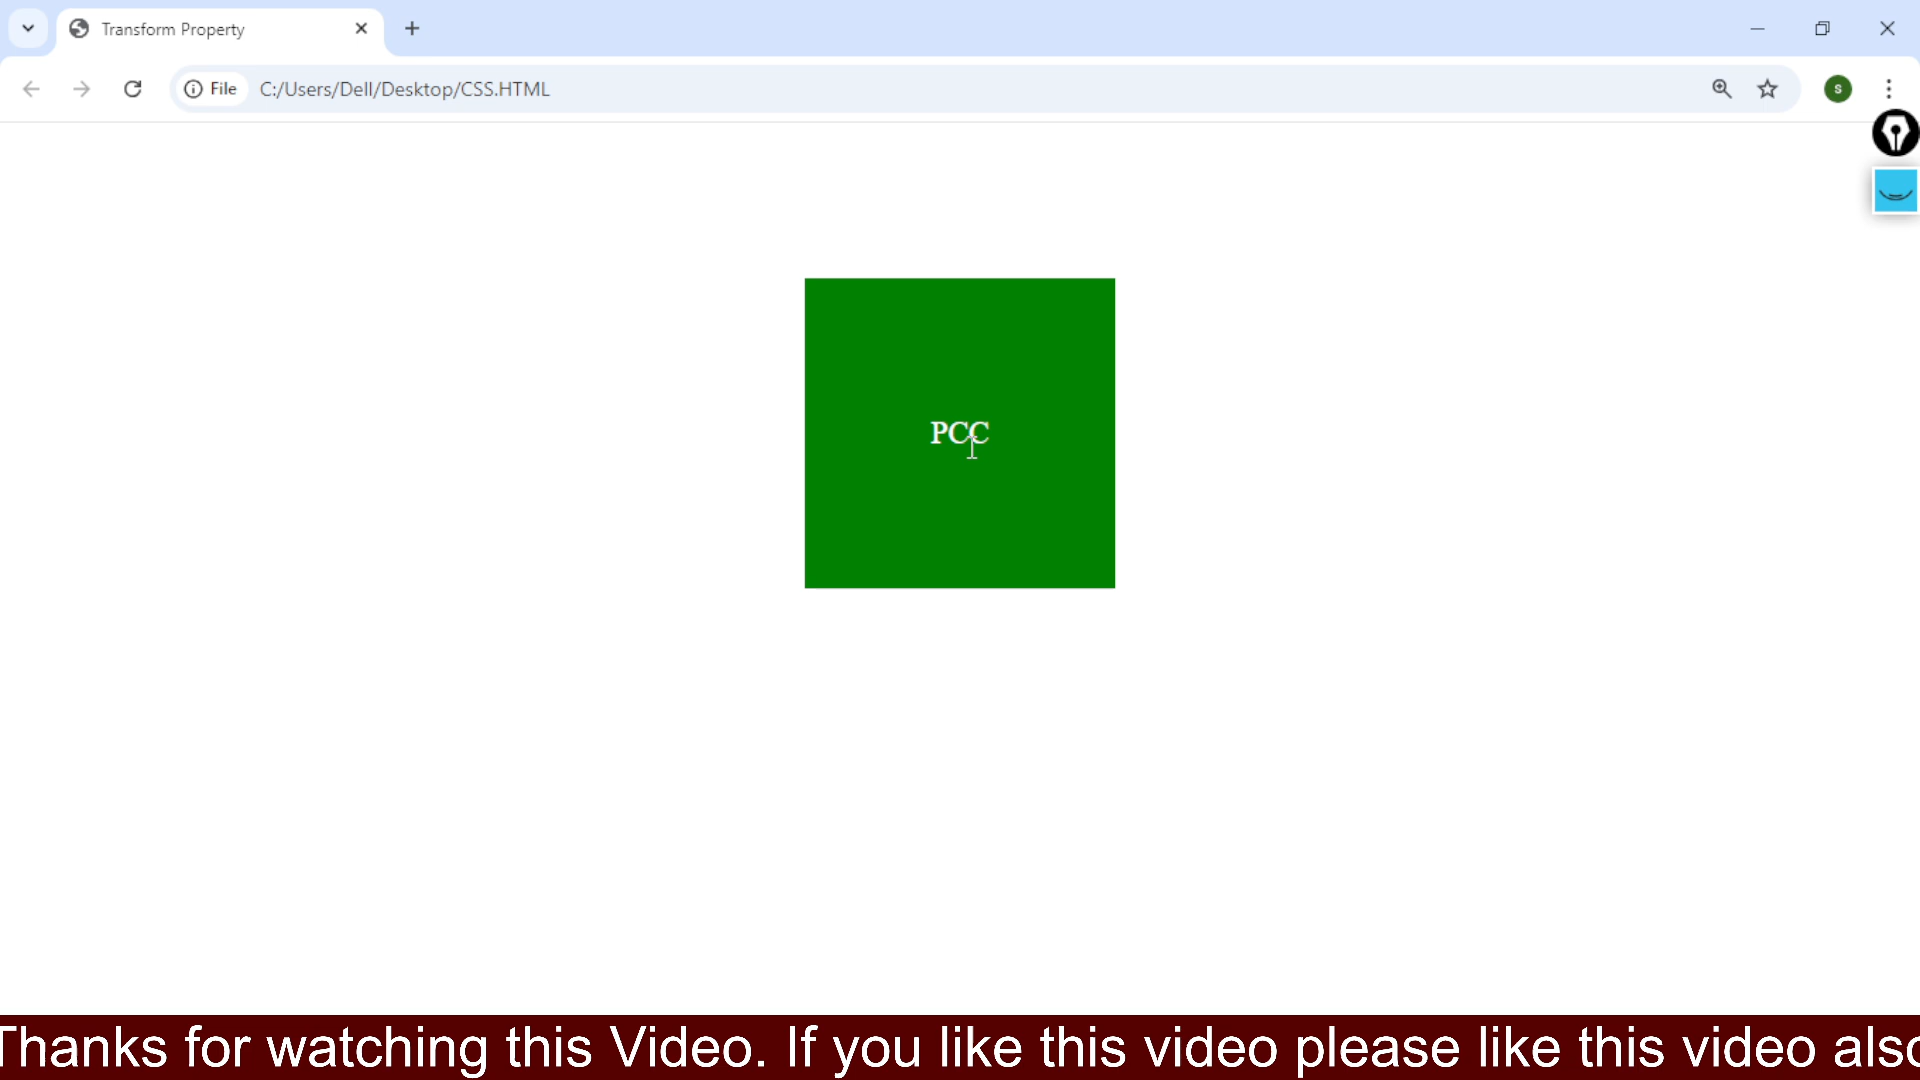 Transform Property
File C:/Users/Dell/Desktop/CSS.HTML
S
PCC
Thanks for watching this Video. If you like this video please like this video also